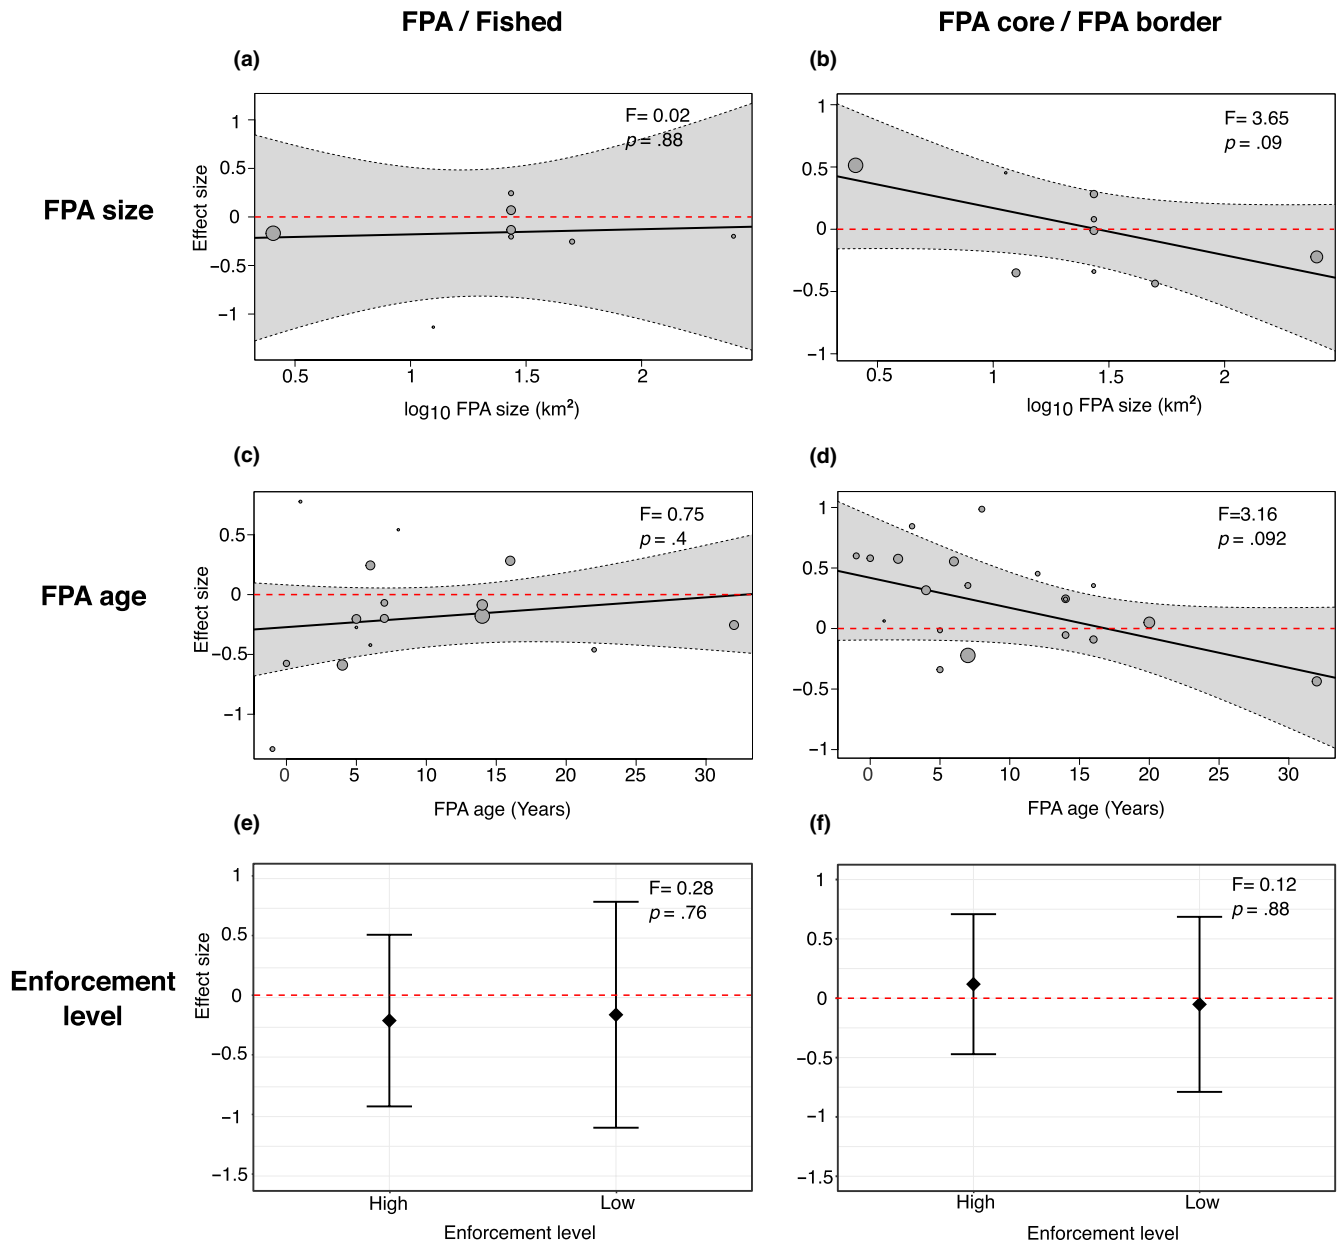 FPA / Fished
FPA core / FPA border
(a)
(b)
FPA size
Effect size
1
0.5
0
−0.5
−1
F= 0.02
p = .88
0.5
1
1.5
2
log10 FPA size (km²)
1
0.5
0
−0.5
−1
F= 3.65
p = .09
0.5
1
1.5
2
log10 FPA size (km²)
(c)
(d)
FPA age
Effect size
0.5
0
−0.5
−1
F= 0.75
p = .4
0
5
10
15
20
25
30
FPA age (Years)
1
0.5
0
−0.5
−1
F=3.16
p = .092
0
5
10
15
20
25
30
FPA age (Years)
(e)
(f)
Enforcement
level
Effect size
1
0.5
0
−0.5
−1
−1.5
F= 0.28
p = .76
High
Low
Enforcement level
1
0.5
0
−0.5
−1
−1.5
F= 0.12
p = .88
High
Low
Enforcement level